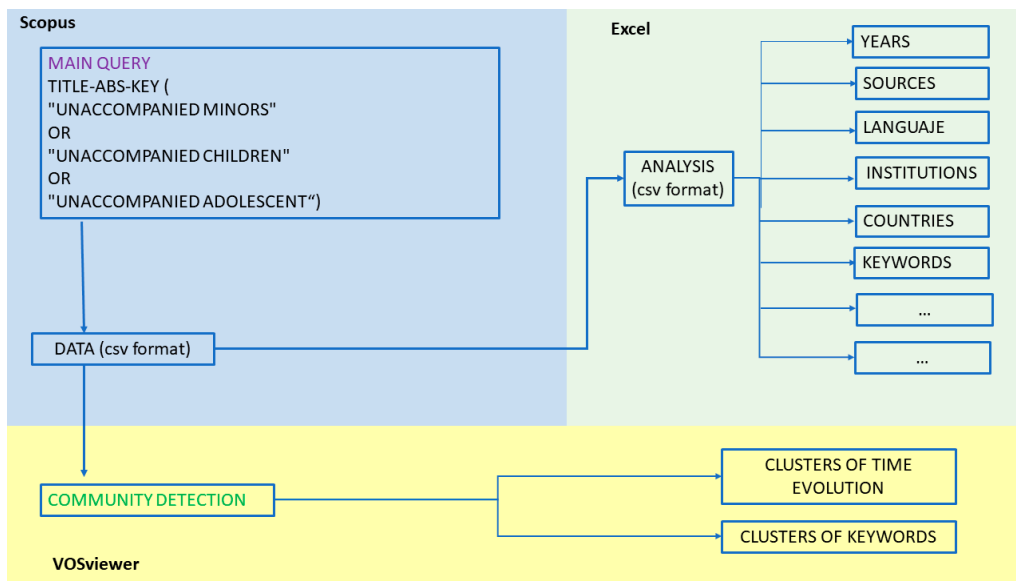 Scopus
MAIN QUERY
TITLE-ABS-KEY (
"UNACCOMPANIED MINORS"
OR
"UNACCOMPANIED CHILDREN"
OR
"UNACCOMPANIED ADOLESCENT“)
DATA (csv format)
Excel
ANALYSIS
(csv format)
YEARS
SOURCES
LANGUAJE
INSTITUTIONS
COUNTRIES
KEYWORDS
...
...
COMMUNITY DETECTION
CLUSTERS OF TIME
EVOLUTION
CLUSTERS OF KEYWORDS
VOSviewer